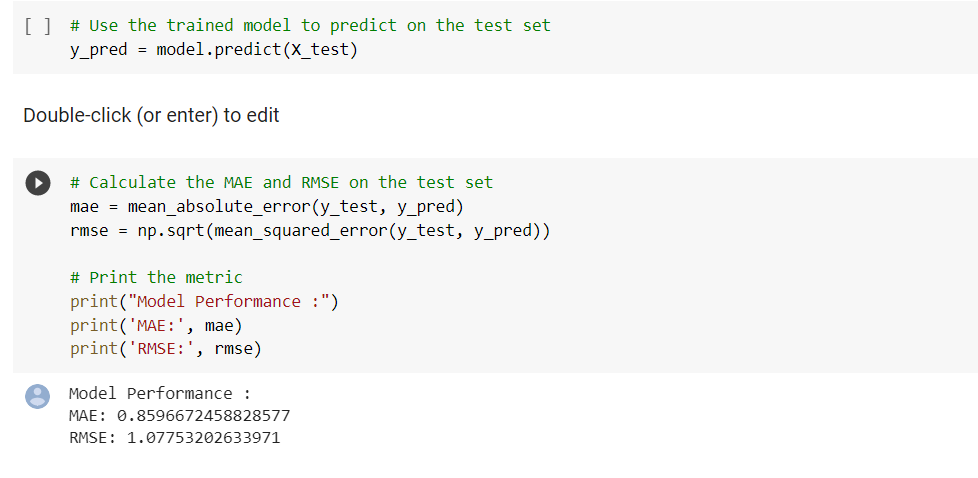 [ ] # Use the trained model to predict on the test set
y_pred = model.predict(X_test)
Double-click (or enter) to edit
# Calculate the MAE and RMSE on the test set
mae = mean_absolute_error(y_test, y_pred)
rmse = np.sqrt(mean_squared_error(y_test, y_pred))
# Print the metric
print("Model Performance :")
print('MAE:', mae)
print('RMSE:', rmse)
Model Performance :
MAE: 0.8596672458828577
RMSE: 1.07753202633971